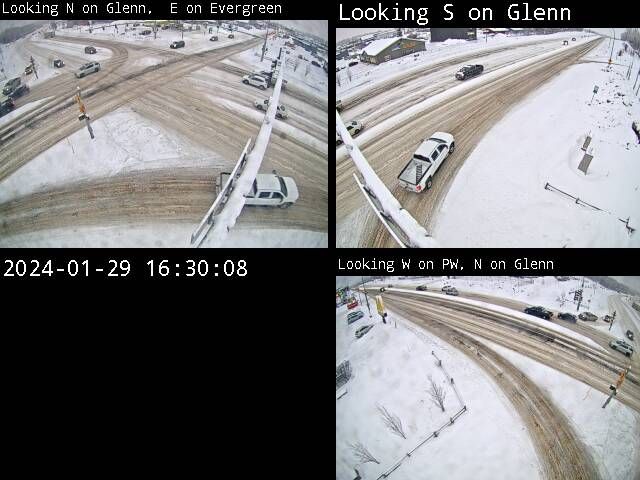 Looking N on Glenn,  E on Evergreen
Looking S on Glenn
2024-01-29 16:30:08
Looking W on PW, N on Glenn